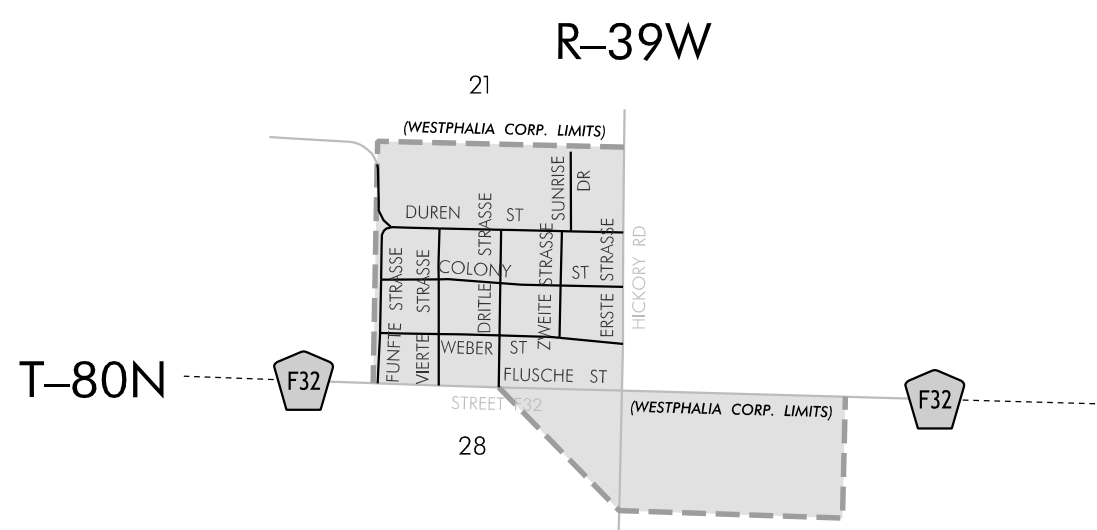 R–39W
21
(WESTPHALIA CORP. LIMITS)
SUNRISE DR
DUREN ST
FUNFTE STRASSE
VIERTE STRASSE
DRITLE STRASSE
ZWEITE STRASSE
ERSTE STRASSE
HICKORY RD
COLONY ST
WEBER ST
FLUSCHE ST
T–80N
F32
STREET F32
(WESTPHALIA CORP. LIMITS)
F32
28